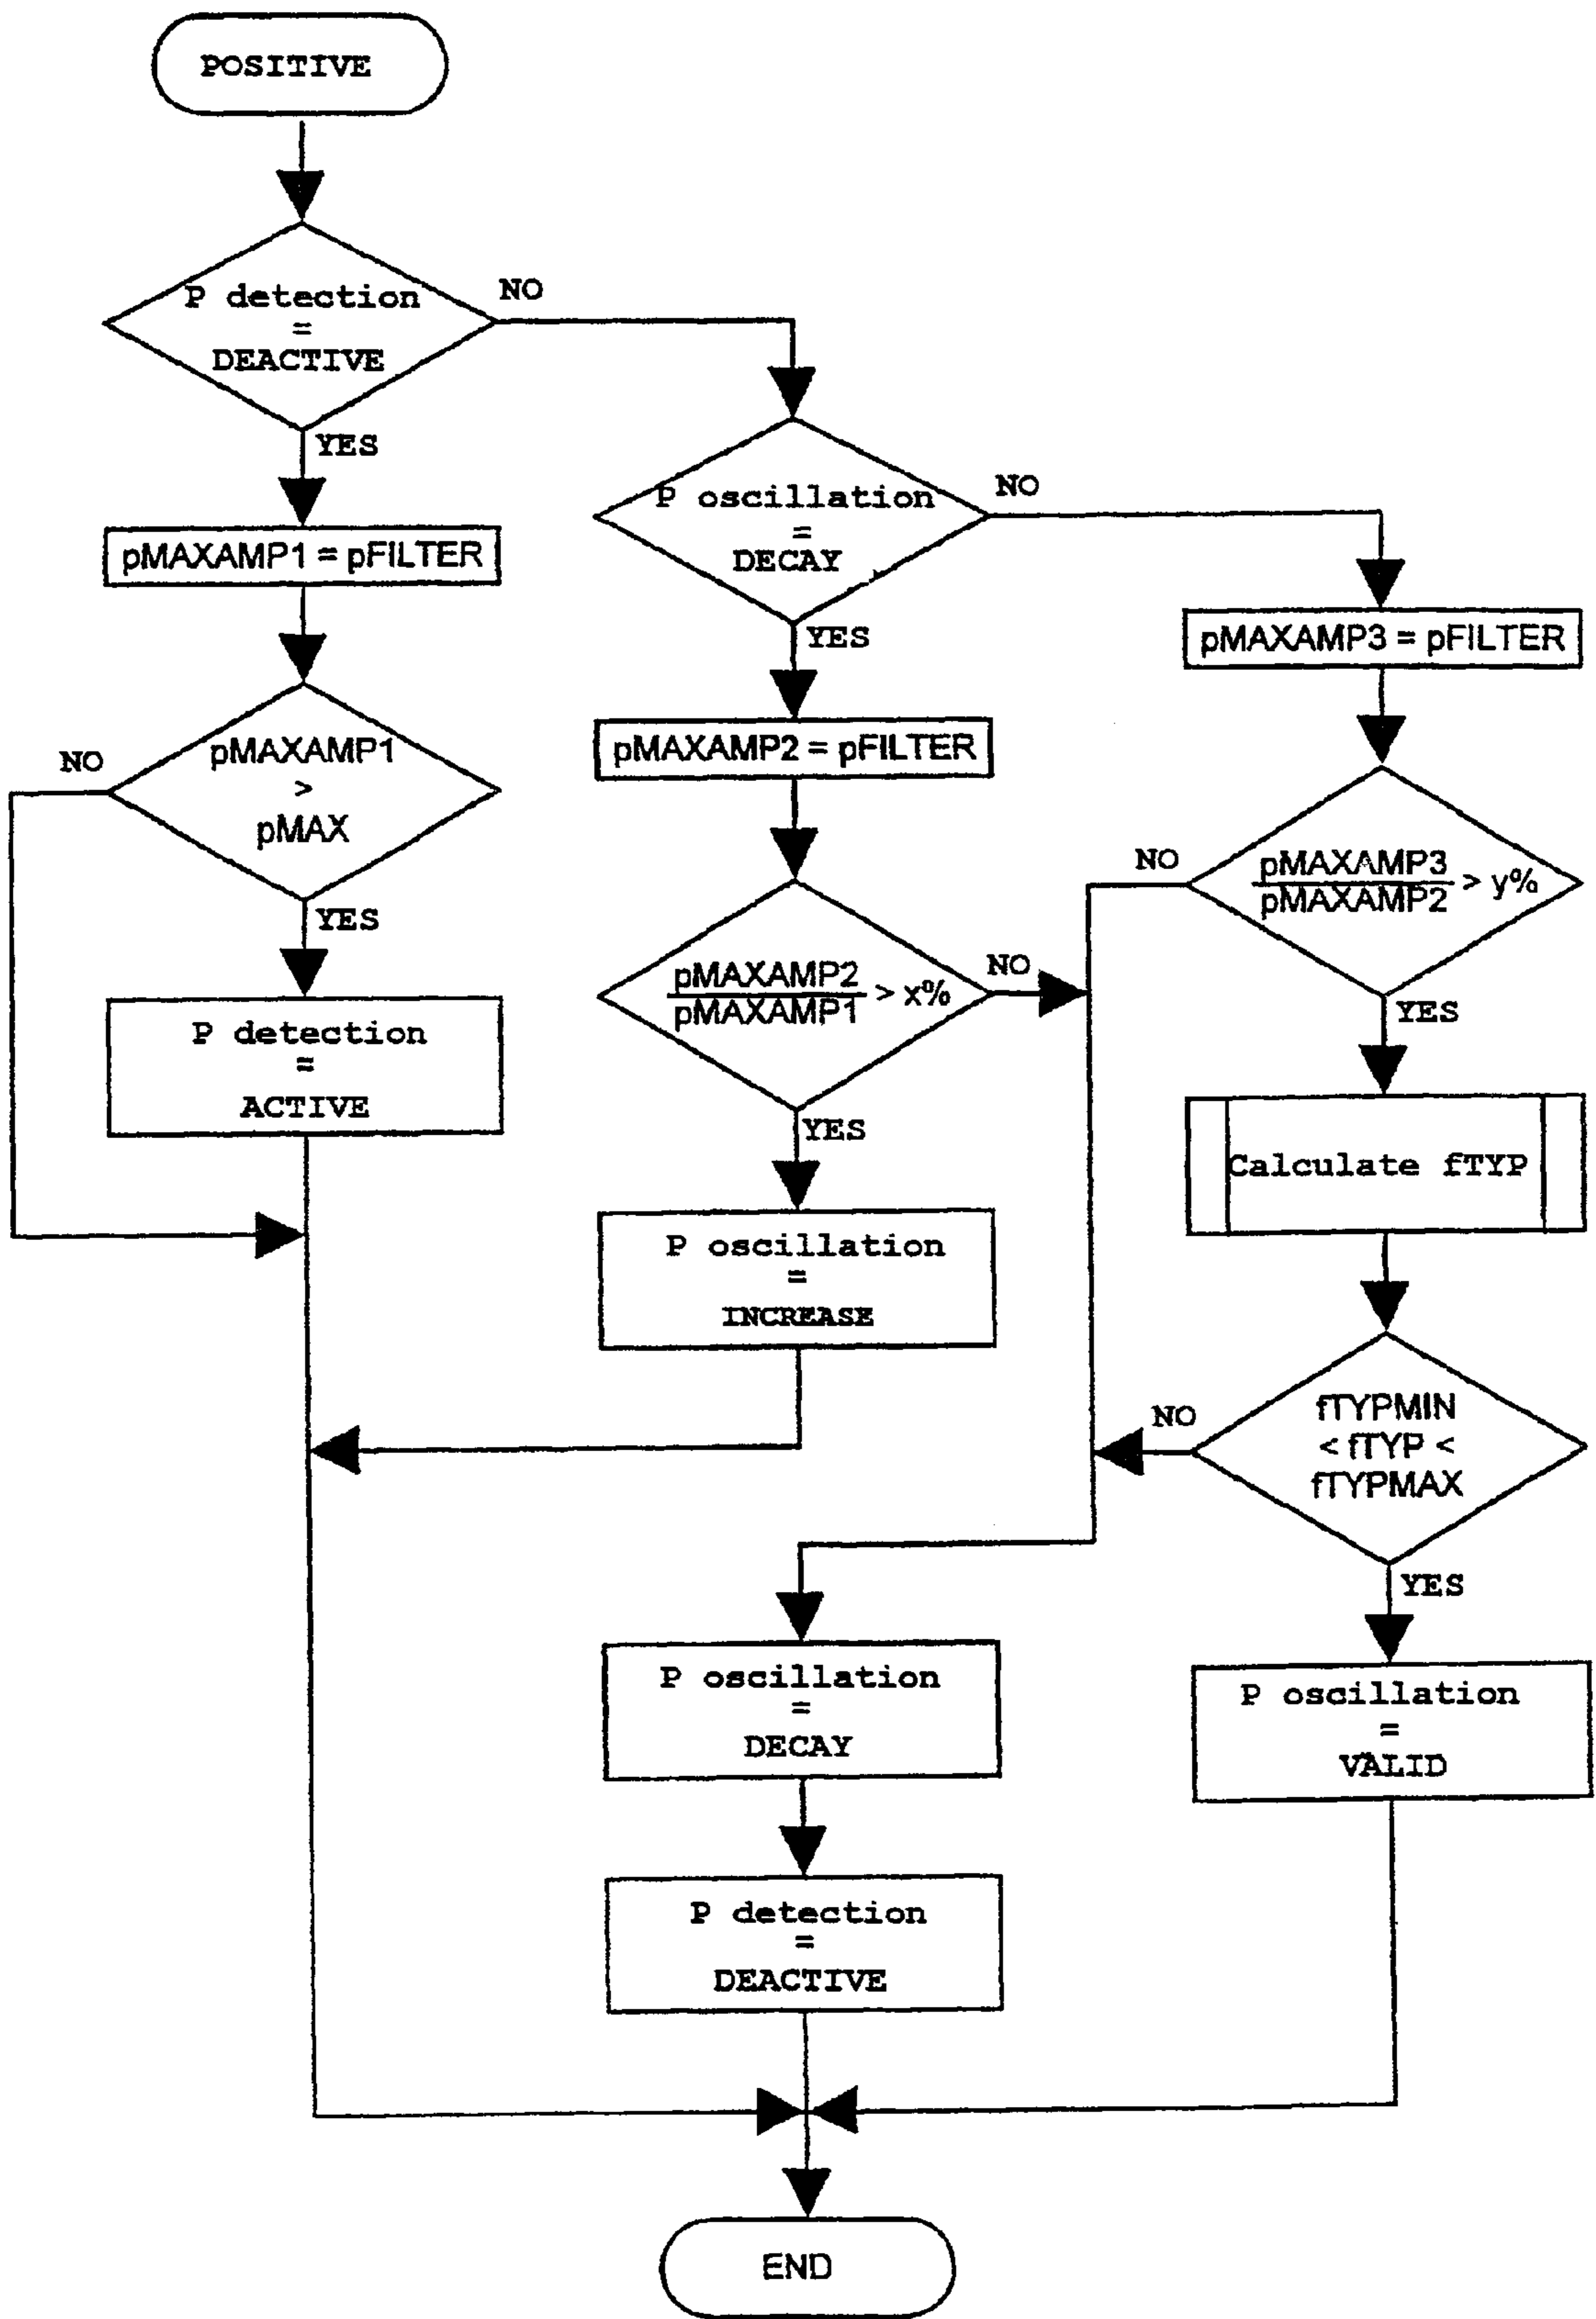 POSITIVE
P detection
=
DEACTIVE
NO
YES
pMAXAMP1 = pFILTER
pMAXAMP1
>
pMAX
NO
YES
P detection
=
ACTIVE
P oscillation
=
DECAY
NO
YES
pMAXAMP2 = pFILTER
pMAXAMP2
pMAXAMP1
> x%
NO
YES
P oscillation
=
INCREASE
pMAXAMP3 = pFILTER
pMAXAMP3
pMAXAMP2
> y%
NO
YES
Calculate fTYP
fTYPMIN
< fTYP <
fTYPMAX
NO
YES
P oscillation
=
DECAY
P detection
=
DEACTIVE
P oscillation
=
VALID
END